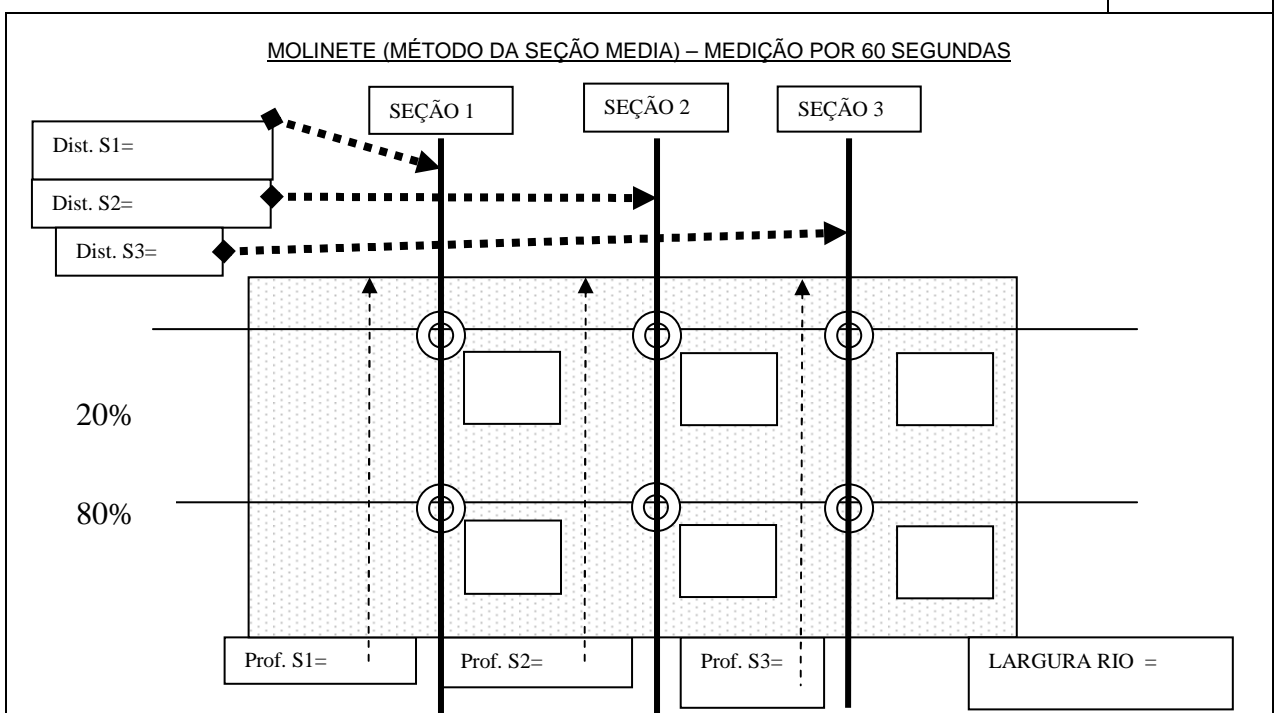 MOLINETE (MÉTODO DA SEÇÃO MEDIA) – MEDIÇÃO POR 60 SEGUNDAS
SEÇÃO 1
SEÇÃO 2
SEÇÃO 3
Dist. S1=
Dist. S2=
Dist. S3=
20%
80%
Prof. S1=
Prof. S2=
Prof. S3=
LARGURA RIO =